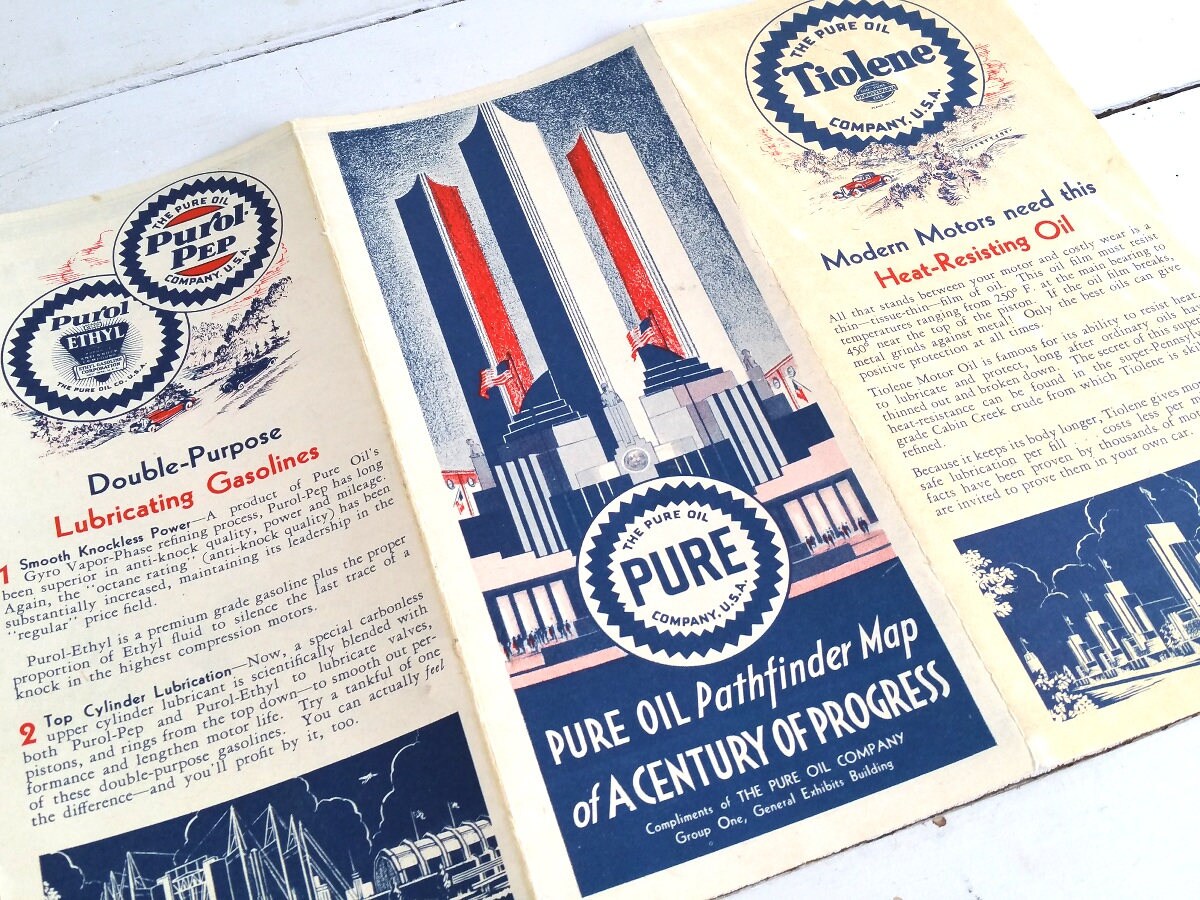 THE PURE OIL
Purol
PEP
COMPANY, U.S.A.
Purol
AND
ETHYL
ETHYL GASOLINE
CORPORATION
THE PURE OIL CO., U.S.A.
Double-Purpose
Lubricating Gasolines
1 Smooth Knockless Power—A product of Pure Oil's
Gyro Vapor-Phase refining process, Purol-Pep has long
been superior in anti-knock quality, power and mileage.
Again, the "octane rating" (anti-knock quality) has been
substantially increased, maintaining its leadership in the
"regular" price field.
Purol-Ethyl is a premium grade gasoline plus the proper
proportion of Ethyl fluid to silence the last trace of a
knock in the highest compression motors.
2 Top Cylinder Lubrication—Now, a special carbonless
upper cylinder lubricant is scientifically blended with
both Purol-Pep and Purol-Ethyl to lubricate valves,
pistons, and rings from the top down—to smooth out per-
formance and lengthen motor life. Try a tankful of one
of these double-purpose gasolines. You can actually feel
the difference—and you'll profit by it, too.
THE PURE OIL
PURE
COMPANY, U.S.A.
PURE OIL Pathfinder Map
of A CENTURY OF PROGRESS
Compliments of THE PURE OIL COMPANY
Group One, General Exhibits Building
THE PURE OIL
Tiolene
COMPANY, U.S.A.
Modern Motors need this
Heat-Resisting Oil
All that stands between your motor and costly wear is a
thin—tissue-thin—film of oil. This oil film must resist
temperatures ranging from 250° F. at the main bearing to
450° near the top of the piston. If the oil film breaks,
metal grinds against metal. Only the best oils can give
positive protection at all times.
Tiolene Motor Oil is famous for its ability to resist heat,
to lubricate and protect, long after ordinary oils have
thinned out and broken down. The secret of this super
heat-resistance can be found in the super-Pennsylvania
grade Cabin Creek crude from which Tiolene is
refined.
Because it keeps its body longer, Tiolene gives more
safe lubrication per fill . . . costs less per
facts have been proven by thousands of
are invited to prove them in your own car.